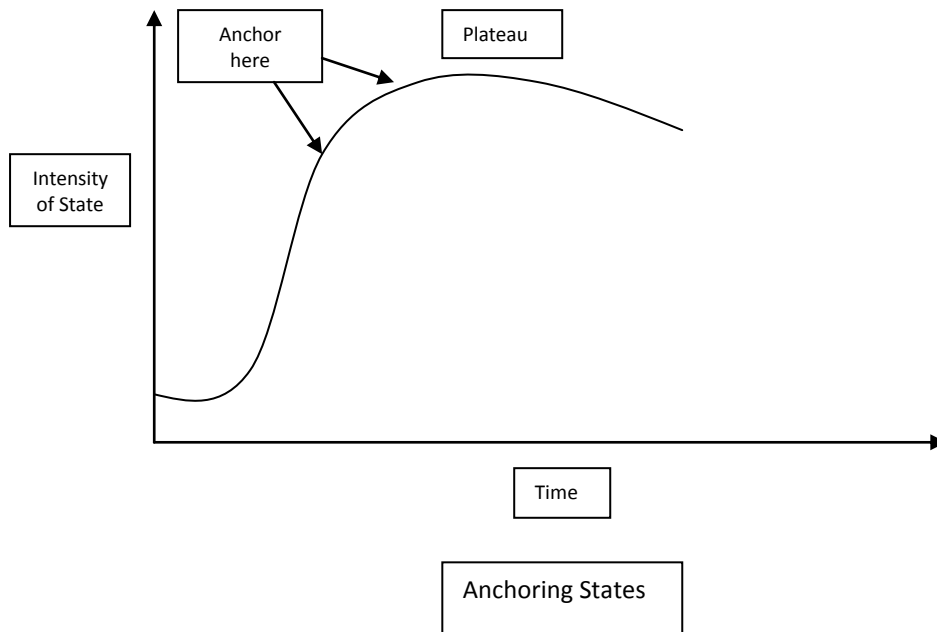 Anchor
here
Plateau
Intensity
of State
Time
Anchoring States